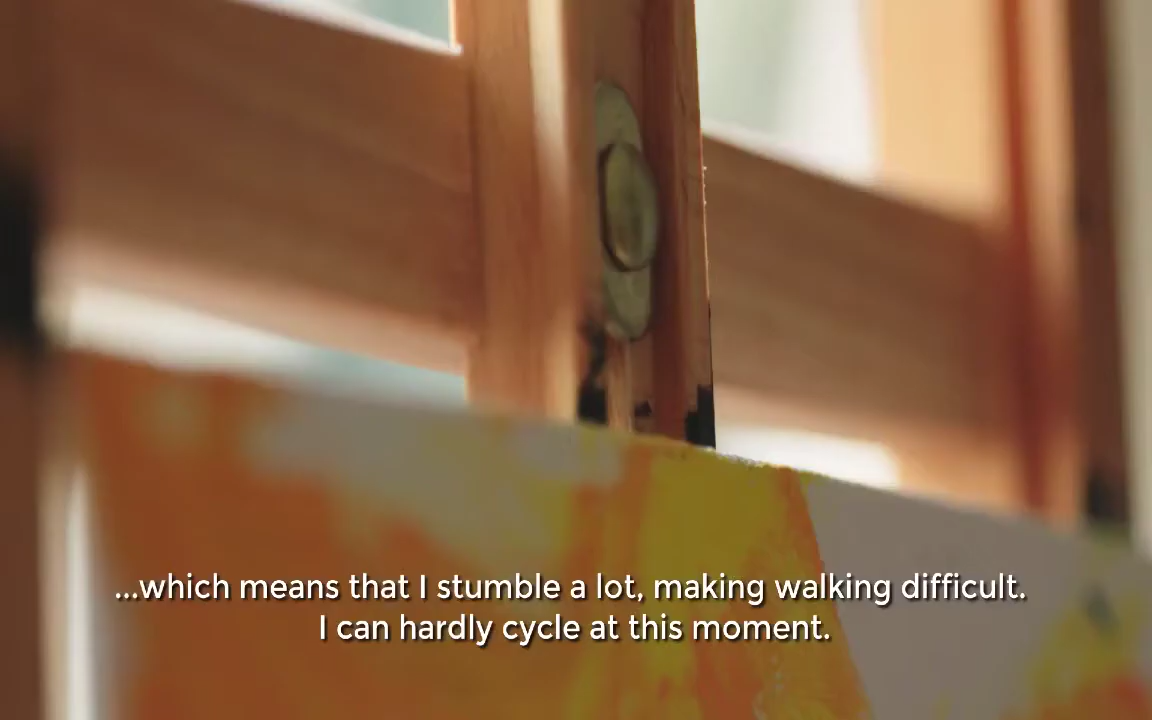 ...which means that I stumble a lot, making walking difficult.
I can hardly cycle at this moment.